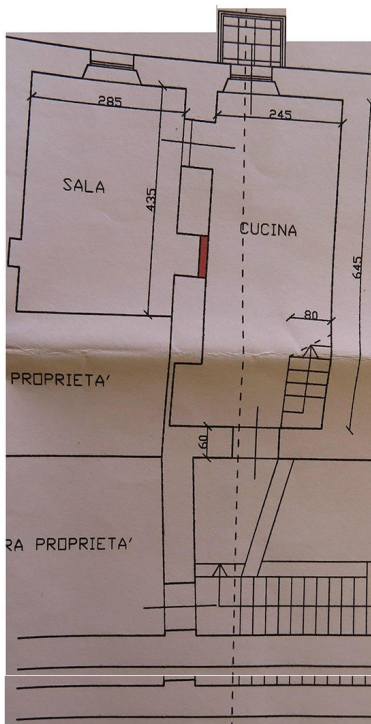 285
245
SALA
435
CUCINA
645
80
PROPRIETA'
60
RA PROPRIETA'